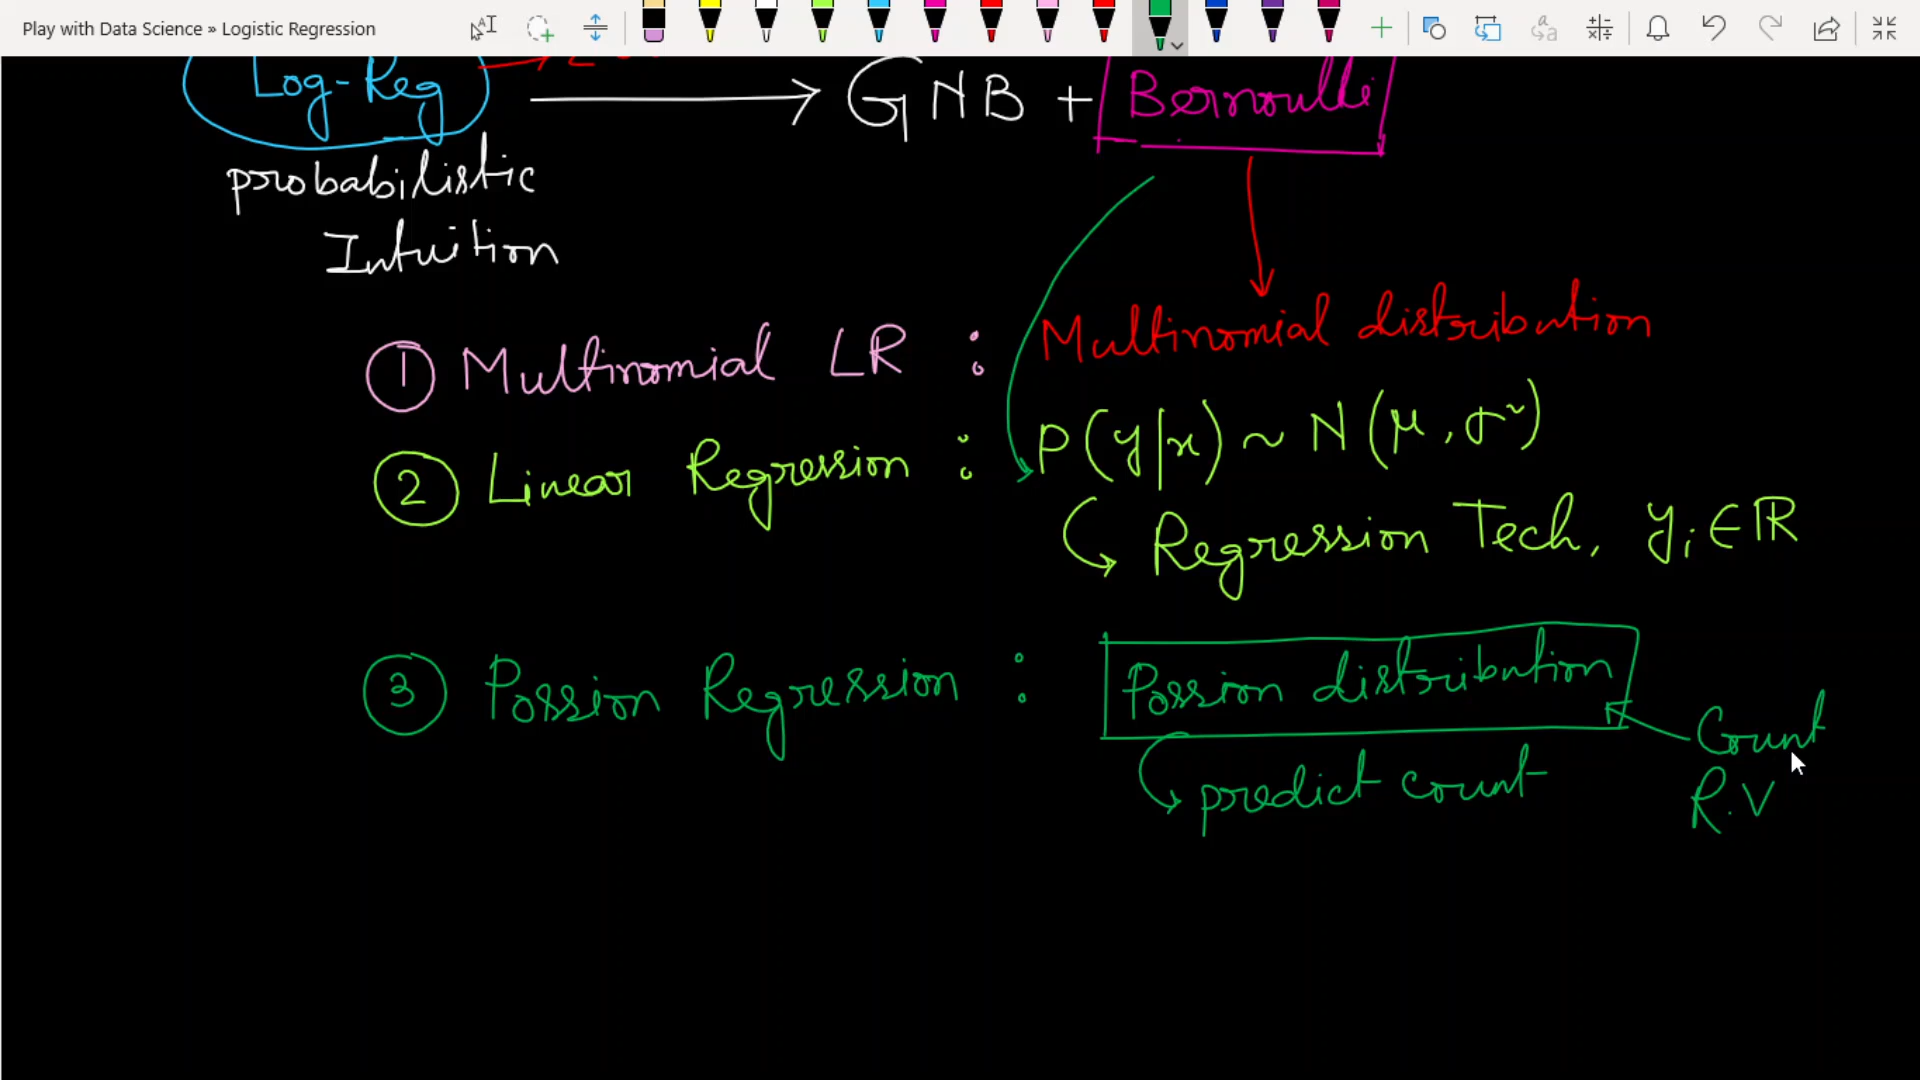 Play with Data Science » Logistic Regression
Log-Reg → GNB + Bernoulli
probabilistic
Intuition
① Multinomial LR : Multinomial distribution
② Linear Regression : P(y|x) ~ N(μ, σ²)
Regression Tech, yᵢ ∈ ℝ
③ Possion Regression : Possion distribution
Count
predict count
R.V